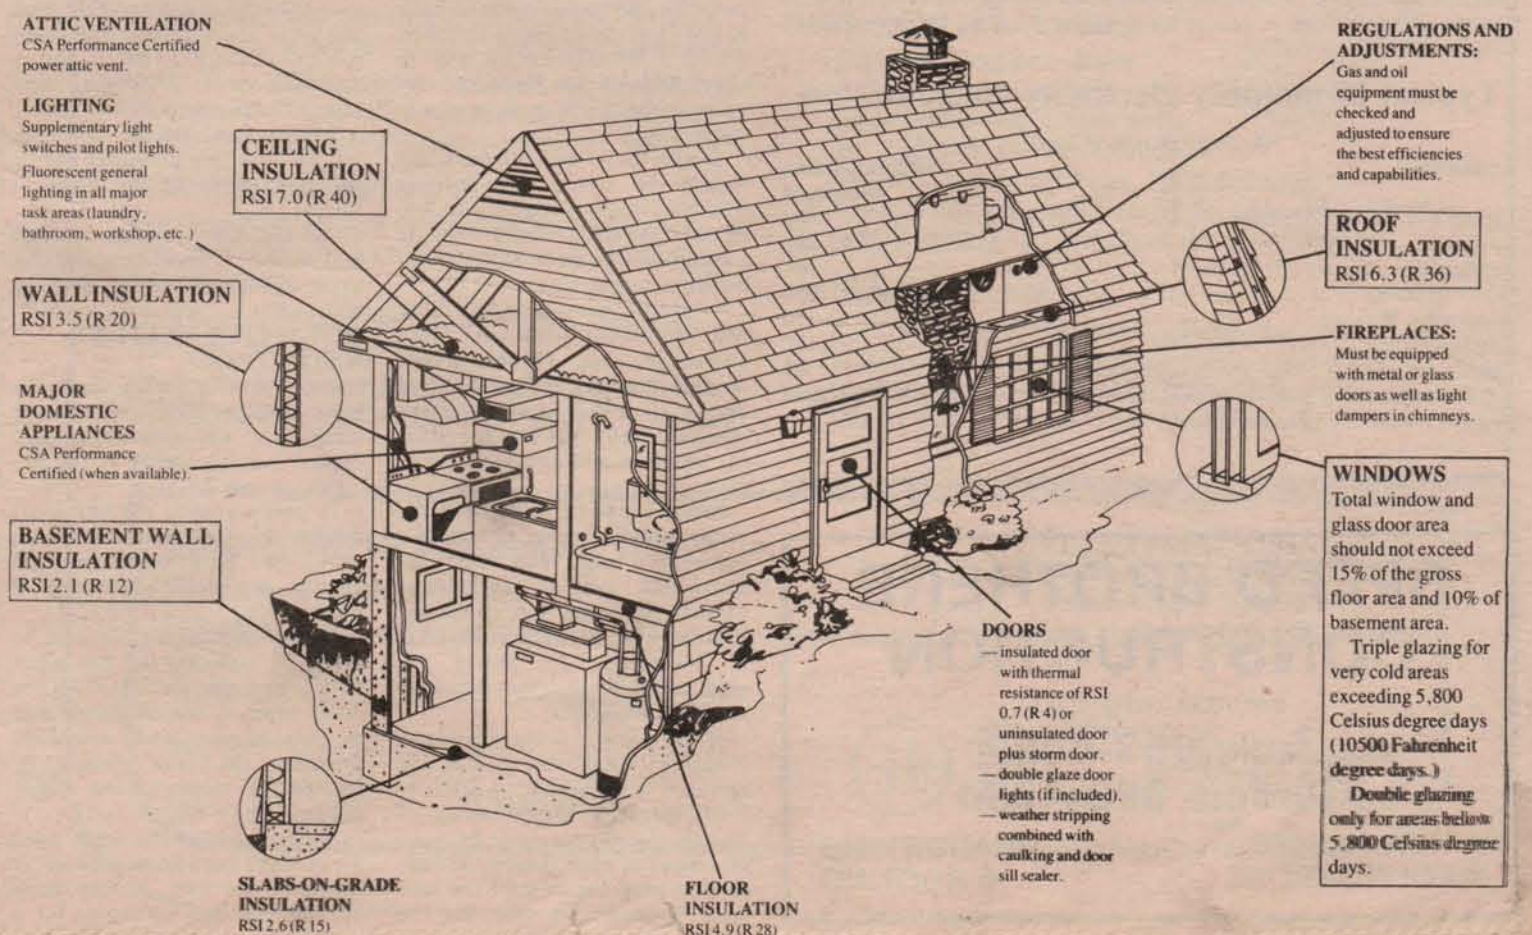 ATTIC VENTILATION
CSA Performance Certified
power attic vent.
LIGHTING
Supplementary light
switches and pilot lights.
Fluorescent general
lighting in all major
task areas (laundry,
bathroom, workshop, etc.)
CEILING
INSULATION
RSI 7.0 (R 40)
WALL INSULATION
RSI 3.5 (R 20)
MAJOR
DOMESTIC
APPLIANCES
CSA Performance
Certified (when available).
BASEMENT WALL
INSULATION
RSI 2.1 (R 12)
SLABS-ON-GRADE
INSULATION
RSI 2.6 (R 15)
FLOOR
INSULATION
RSI 4.9 (R 28)
DOORS
— insulated door
with thermal
resistance of RSI
0.7 (R 4) or
uninsulated door
plus storm door.
— double glaze door
lights (if included).
— weather stripping
combined with
caulking and door
sill sealer.
REGULATIONS AND
ADJUSTMENTS:
Gas and oil
equipment must be
checked and
adjusted to ensure
the best efficiencies
and capabilities.
ROOF
INSULATION
RSI 6.3 (R 36)
FIREPLACES:
Must be equipped
with metal or glass
doors as well as light
dampers in chimneys.
WINDOWS
Total window and
glass door area
should not exceed
15% of the gross
floor area and 10% of
basement area.
Triple glazing for
very cold areas
exceeding 5,800
Celsius degree days
(10500 Fahrenheit
degree days.)
Double glazing
only for areas below
5,800 Celsius degree
days.